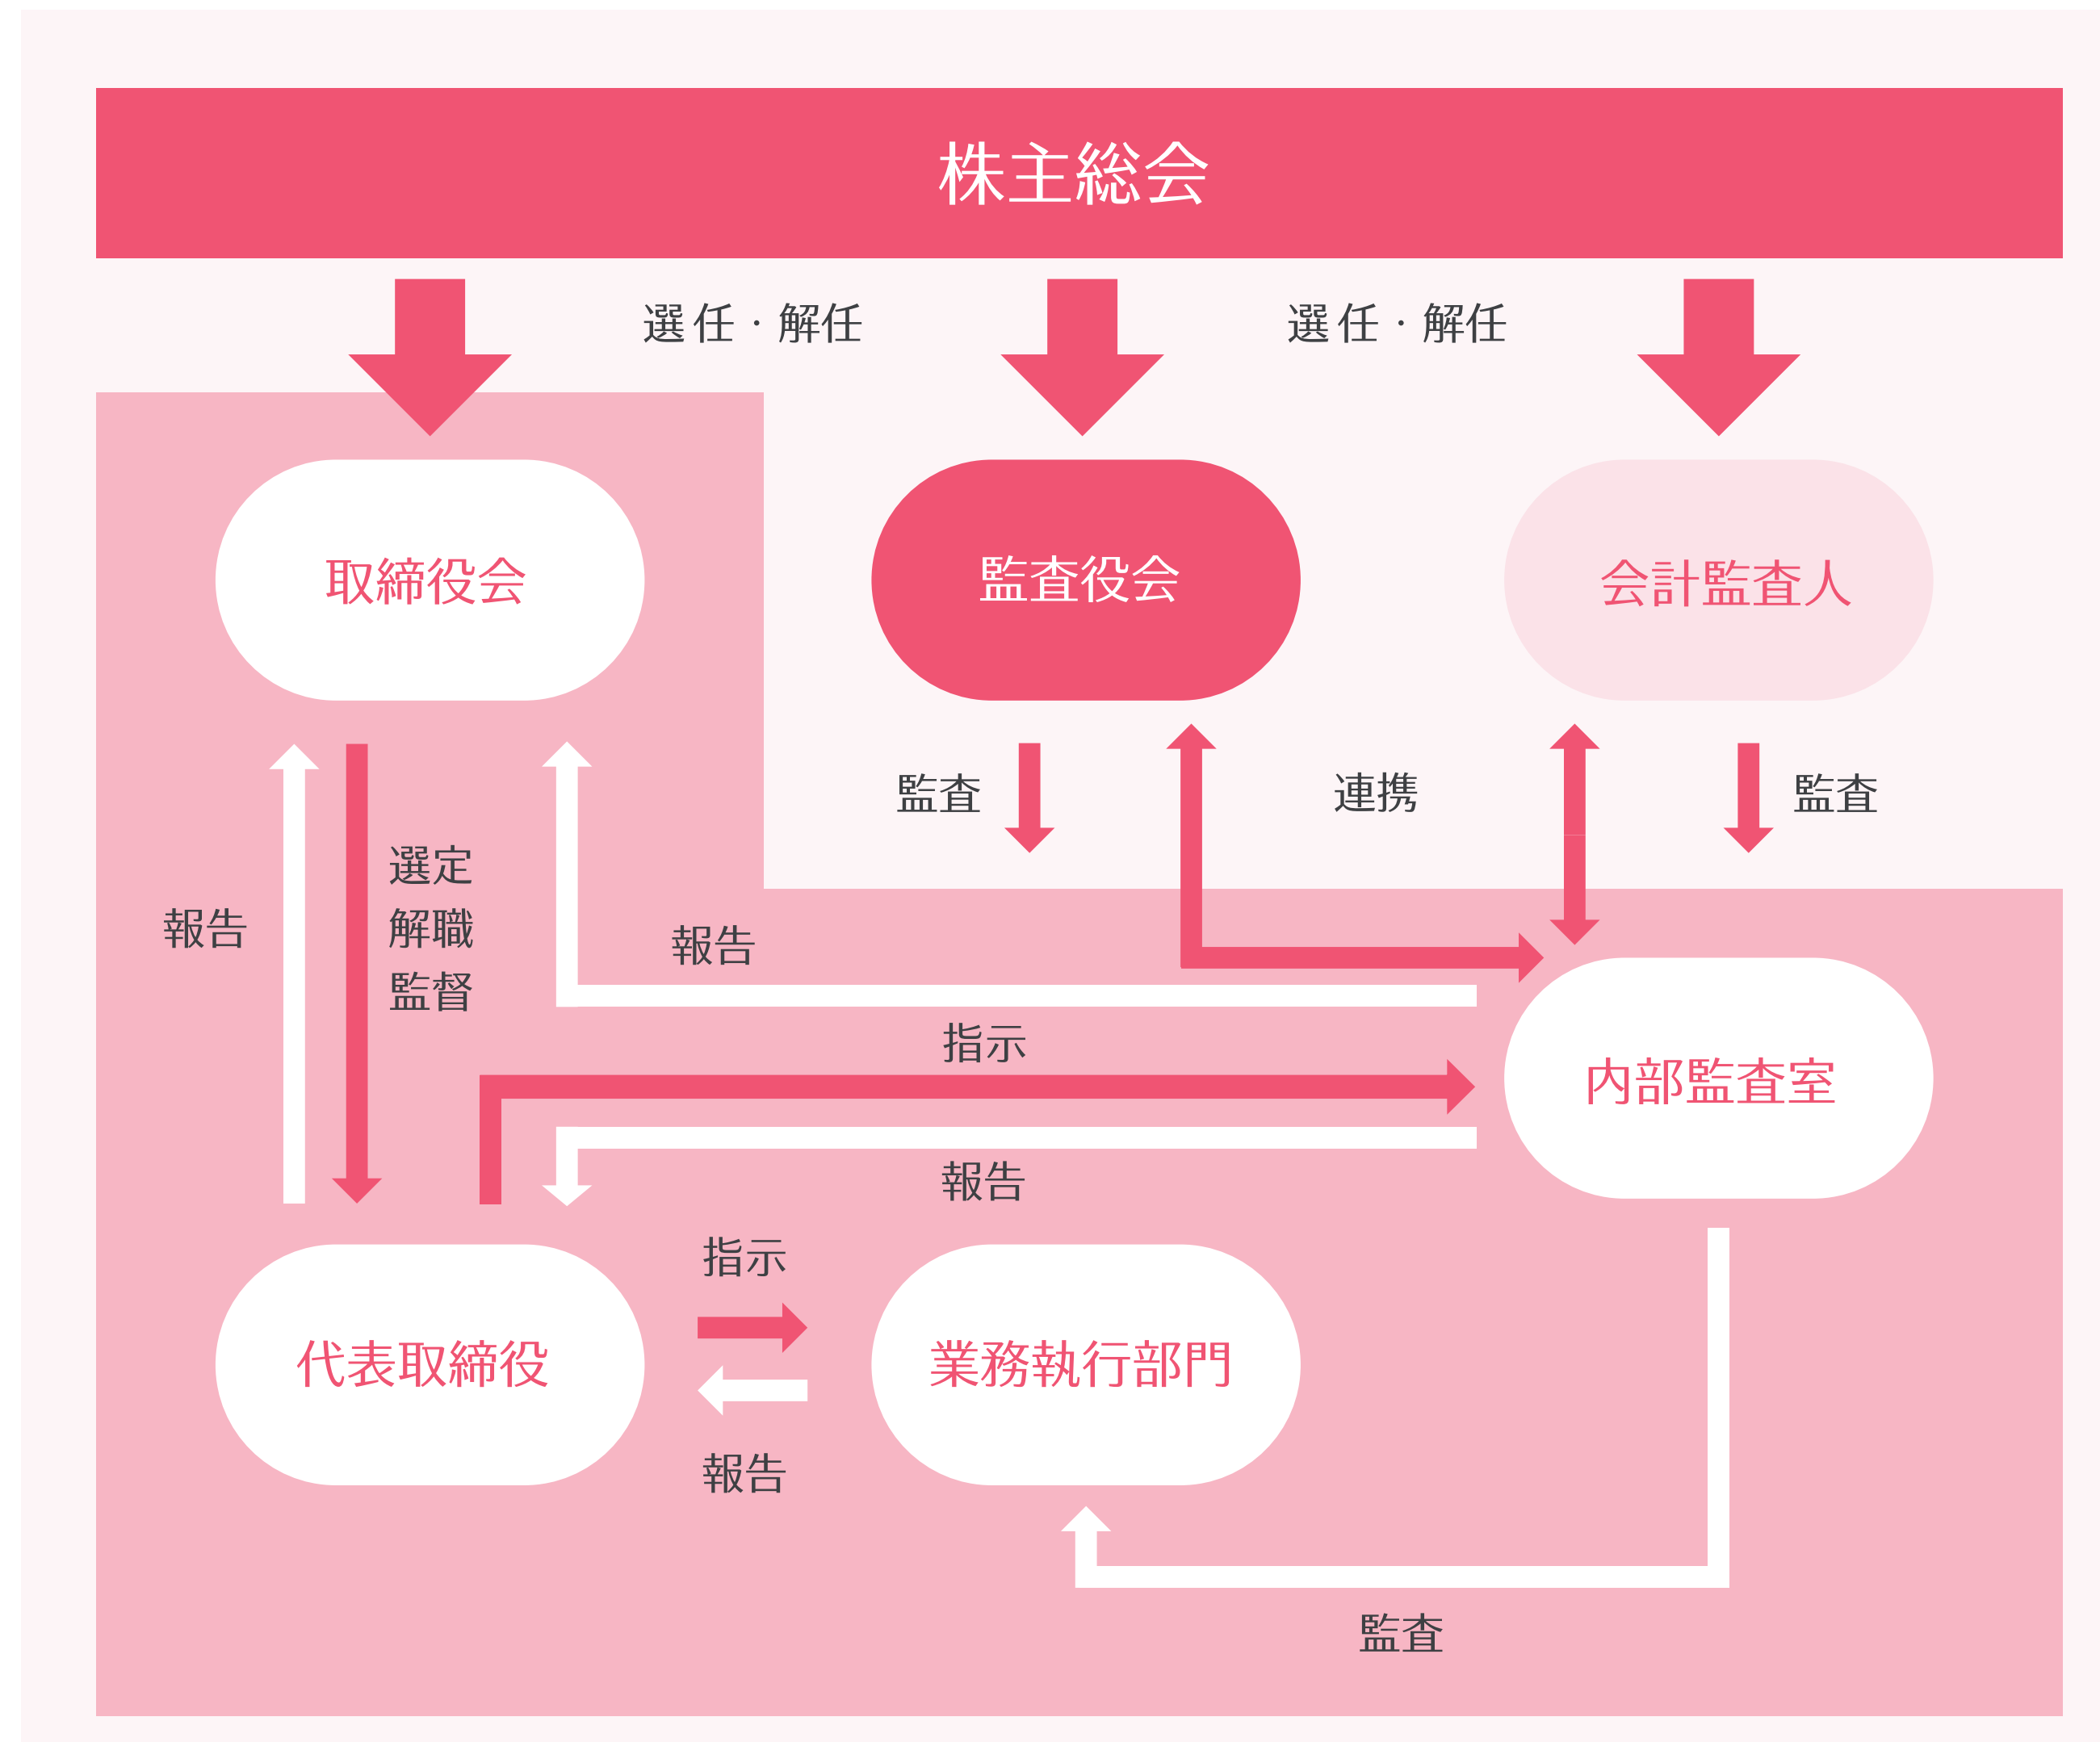 株主総会
選任・解任
選任・解任
取締役会
監査役会
会計監査人
監査
連携
監査
報告
選定
解職
監督
報告
指示
内部監査室
報告
指示
代表取締役
業務執行部門
報告
監査